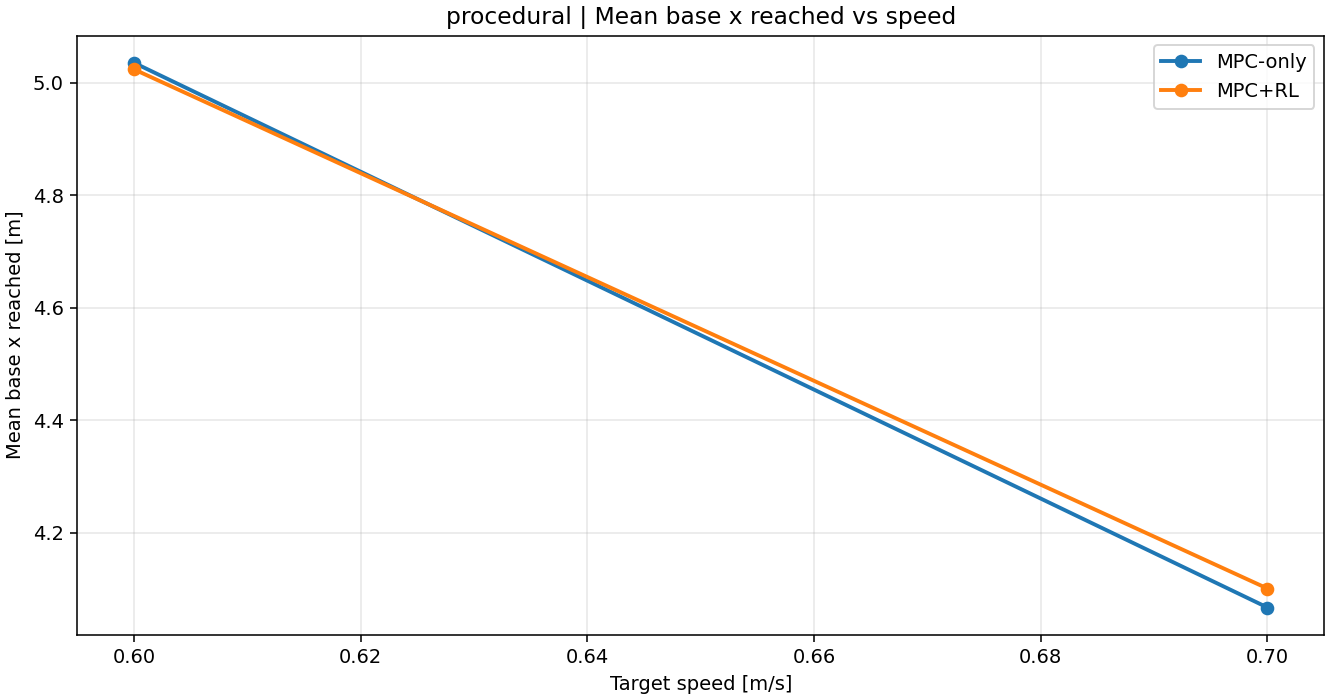 procedural | Mean base x reached vs speed
MPC-only
MPC+RL
Mean base x reached [m]
5.0
4.8
4.6
4.4
4.2
0.60 0.62 0.64 0.66 0.68 0.70
Target speed [m/s]